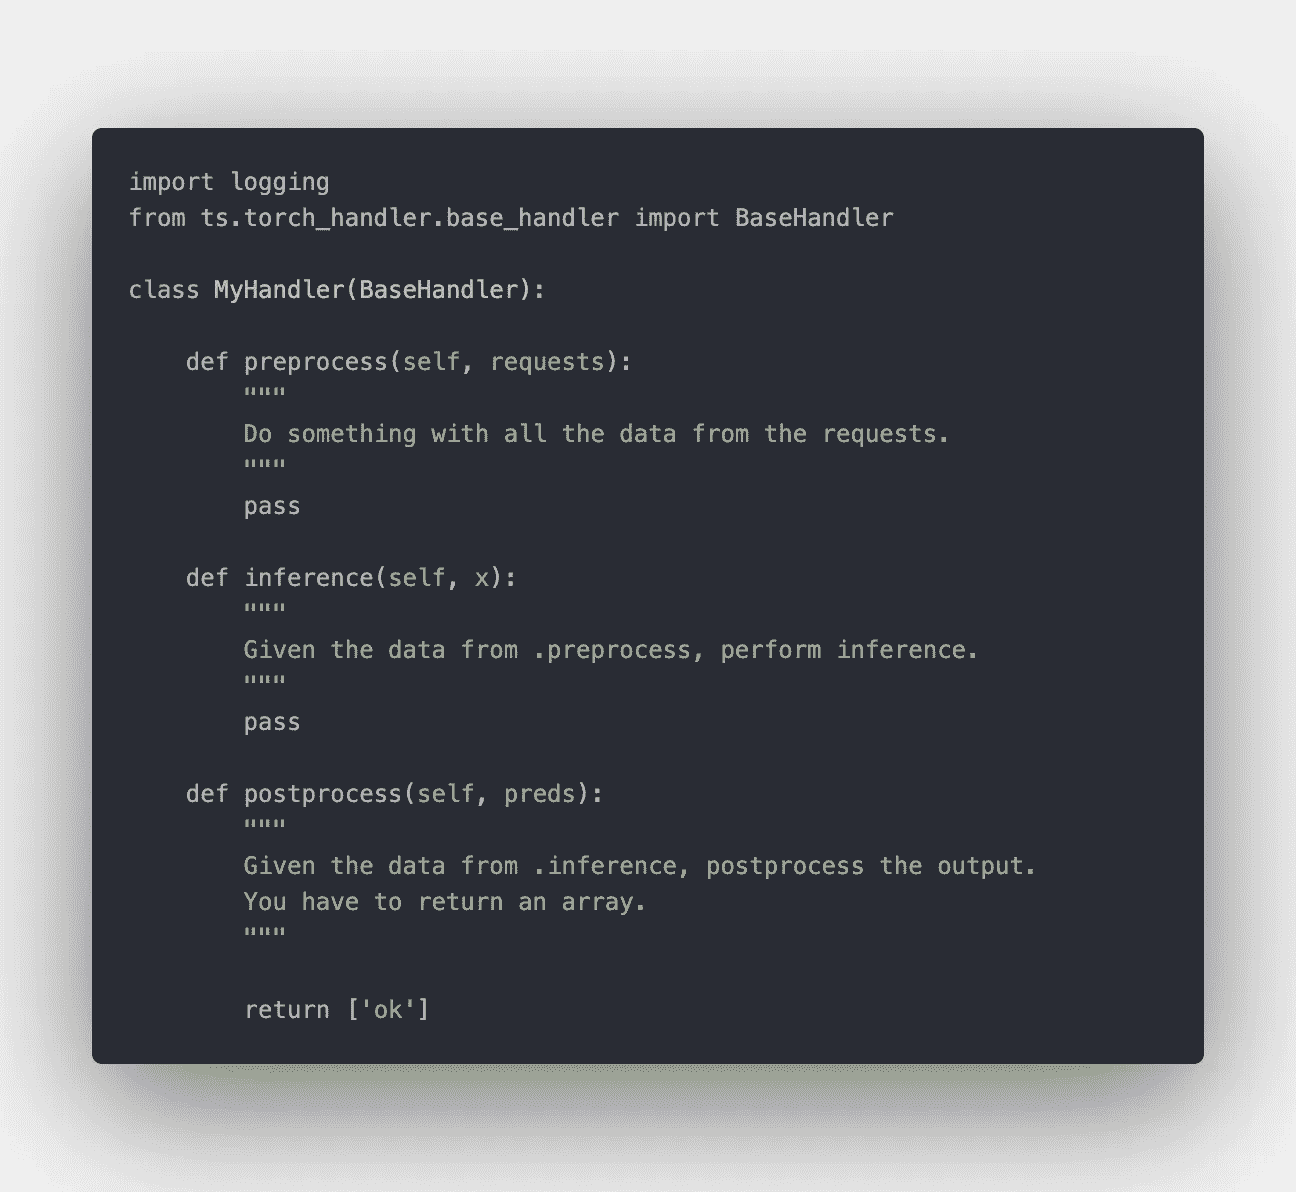 import logging
from ts.torch_handler.base_handler import BaseHandler
class MyHandler(BaseHandler):
def preprocess(self, requests):
"""
Do something with all the data from the requests.
"""
pass
def inference(self, x):
"""
Given the data from .preprocess, perform inference.
"""
pass
def postprocess(self, preds):
"""
Given the data from .inference, postprocess the output.
You have to return an array.
"""
return ['ok']